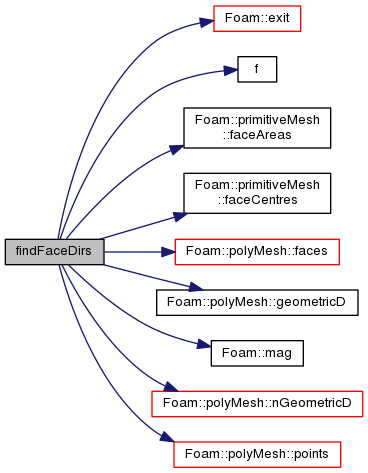 Foam::exit
f
Foam::primitiveMesh
::faceAreas
Foam::primitiveMesh
::faceCentres
findFaceDirs
Foam::polyMesh::faces
Foam::polyMesh::geometricD
Foam::mag
Foam::polyMesh::nGeometricD
Foam::polyMesh::points